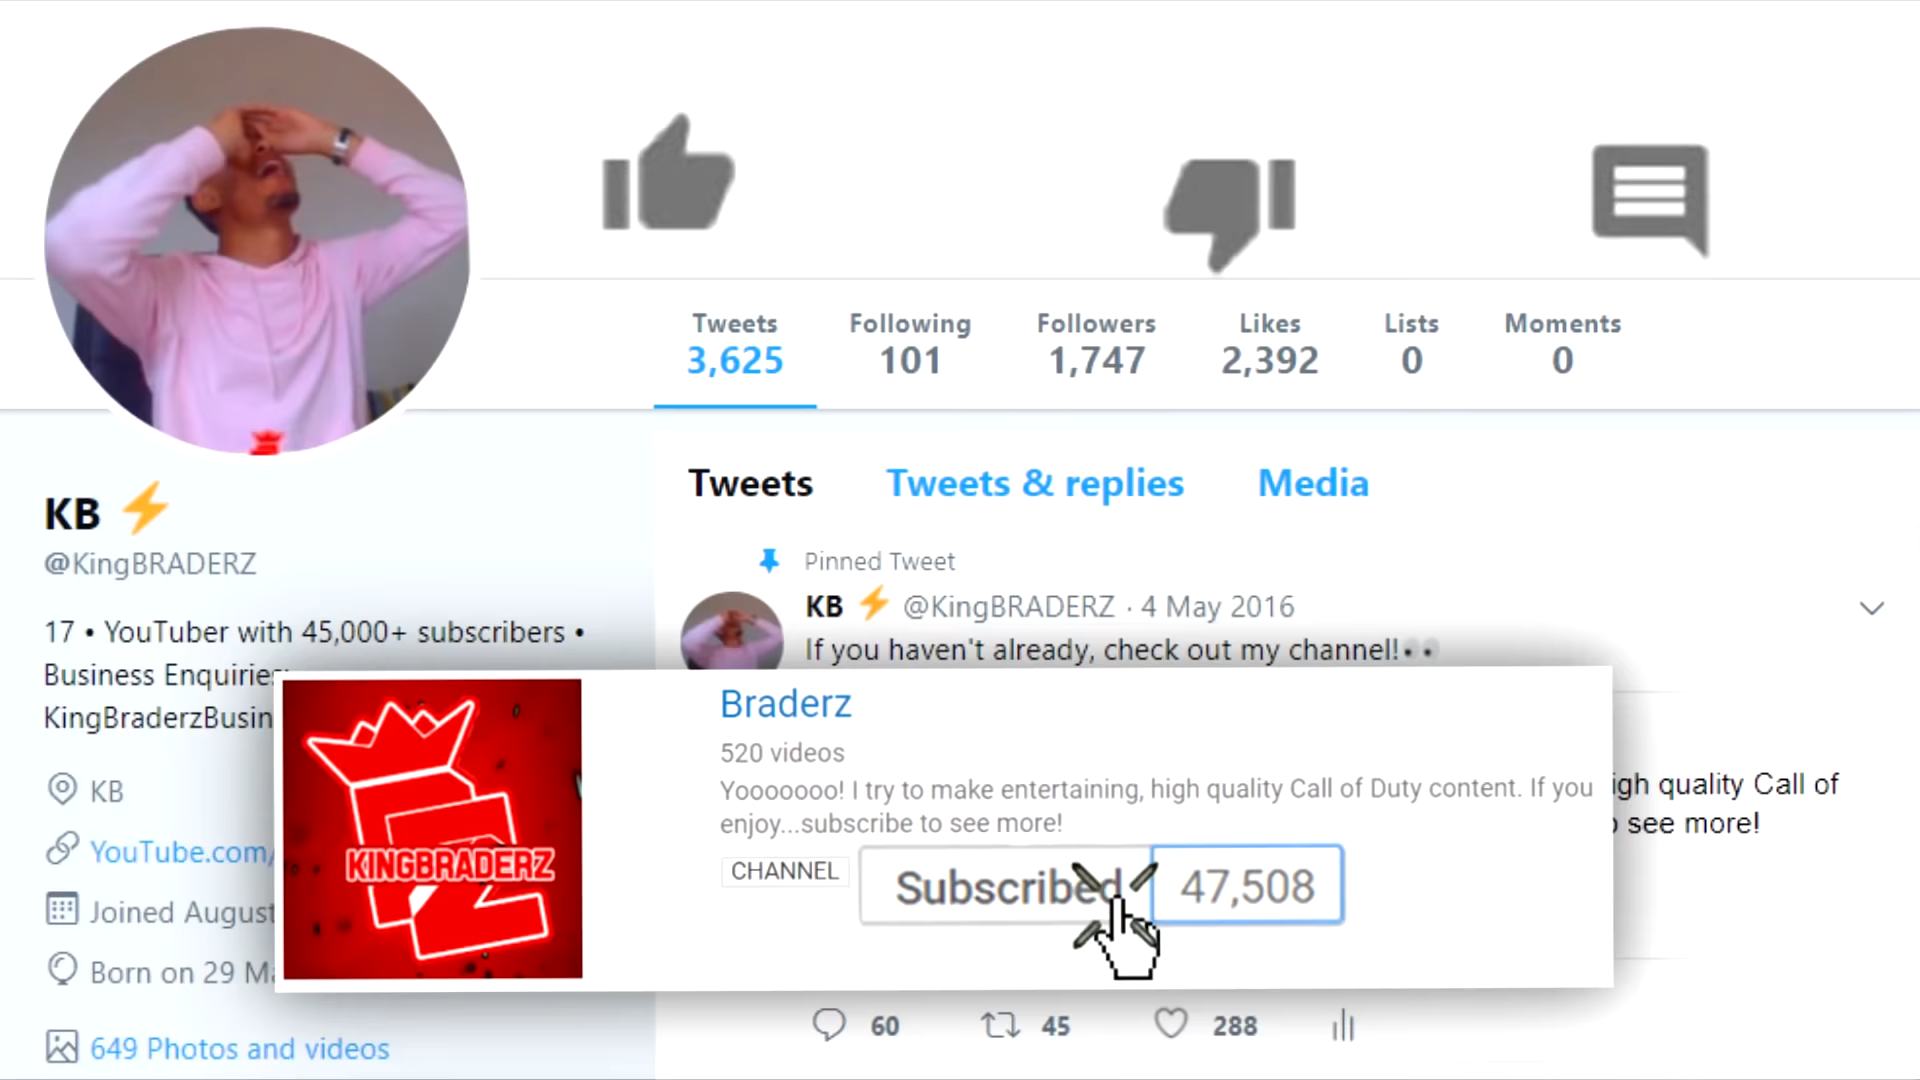 Tweets Following Followers Likes Lists Moments
3,625 101 1,747 2,392 0 0
KB ⚡
@KingBRADERZ
17 • YouTuber with 45,000+ subscribers •
Business Enquiries
KingBraderzBusin
KB
YouTube.com/
Joined August
Born on 29 Ma
649 Photos and videos
Tweets Tweets & replies Media
Pinned Tweet
KB ⚡ @KingBRADERZ · 4 May 2016
If you haven't already, check out my channel!👀
igh quality Call of
see more!
KINGBRADERZ
Braderz
520 videos
Yooooooo! I try to make entertaining, high quality Call of Duty content. If you
enjoy...subscribe to see more!
CHANNEL Subscribed 47,508
60 45 288